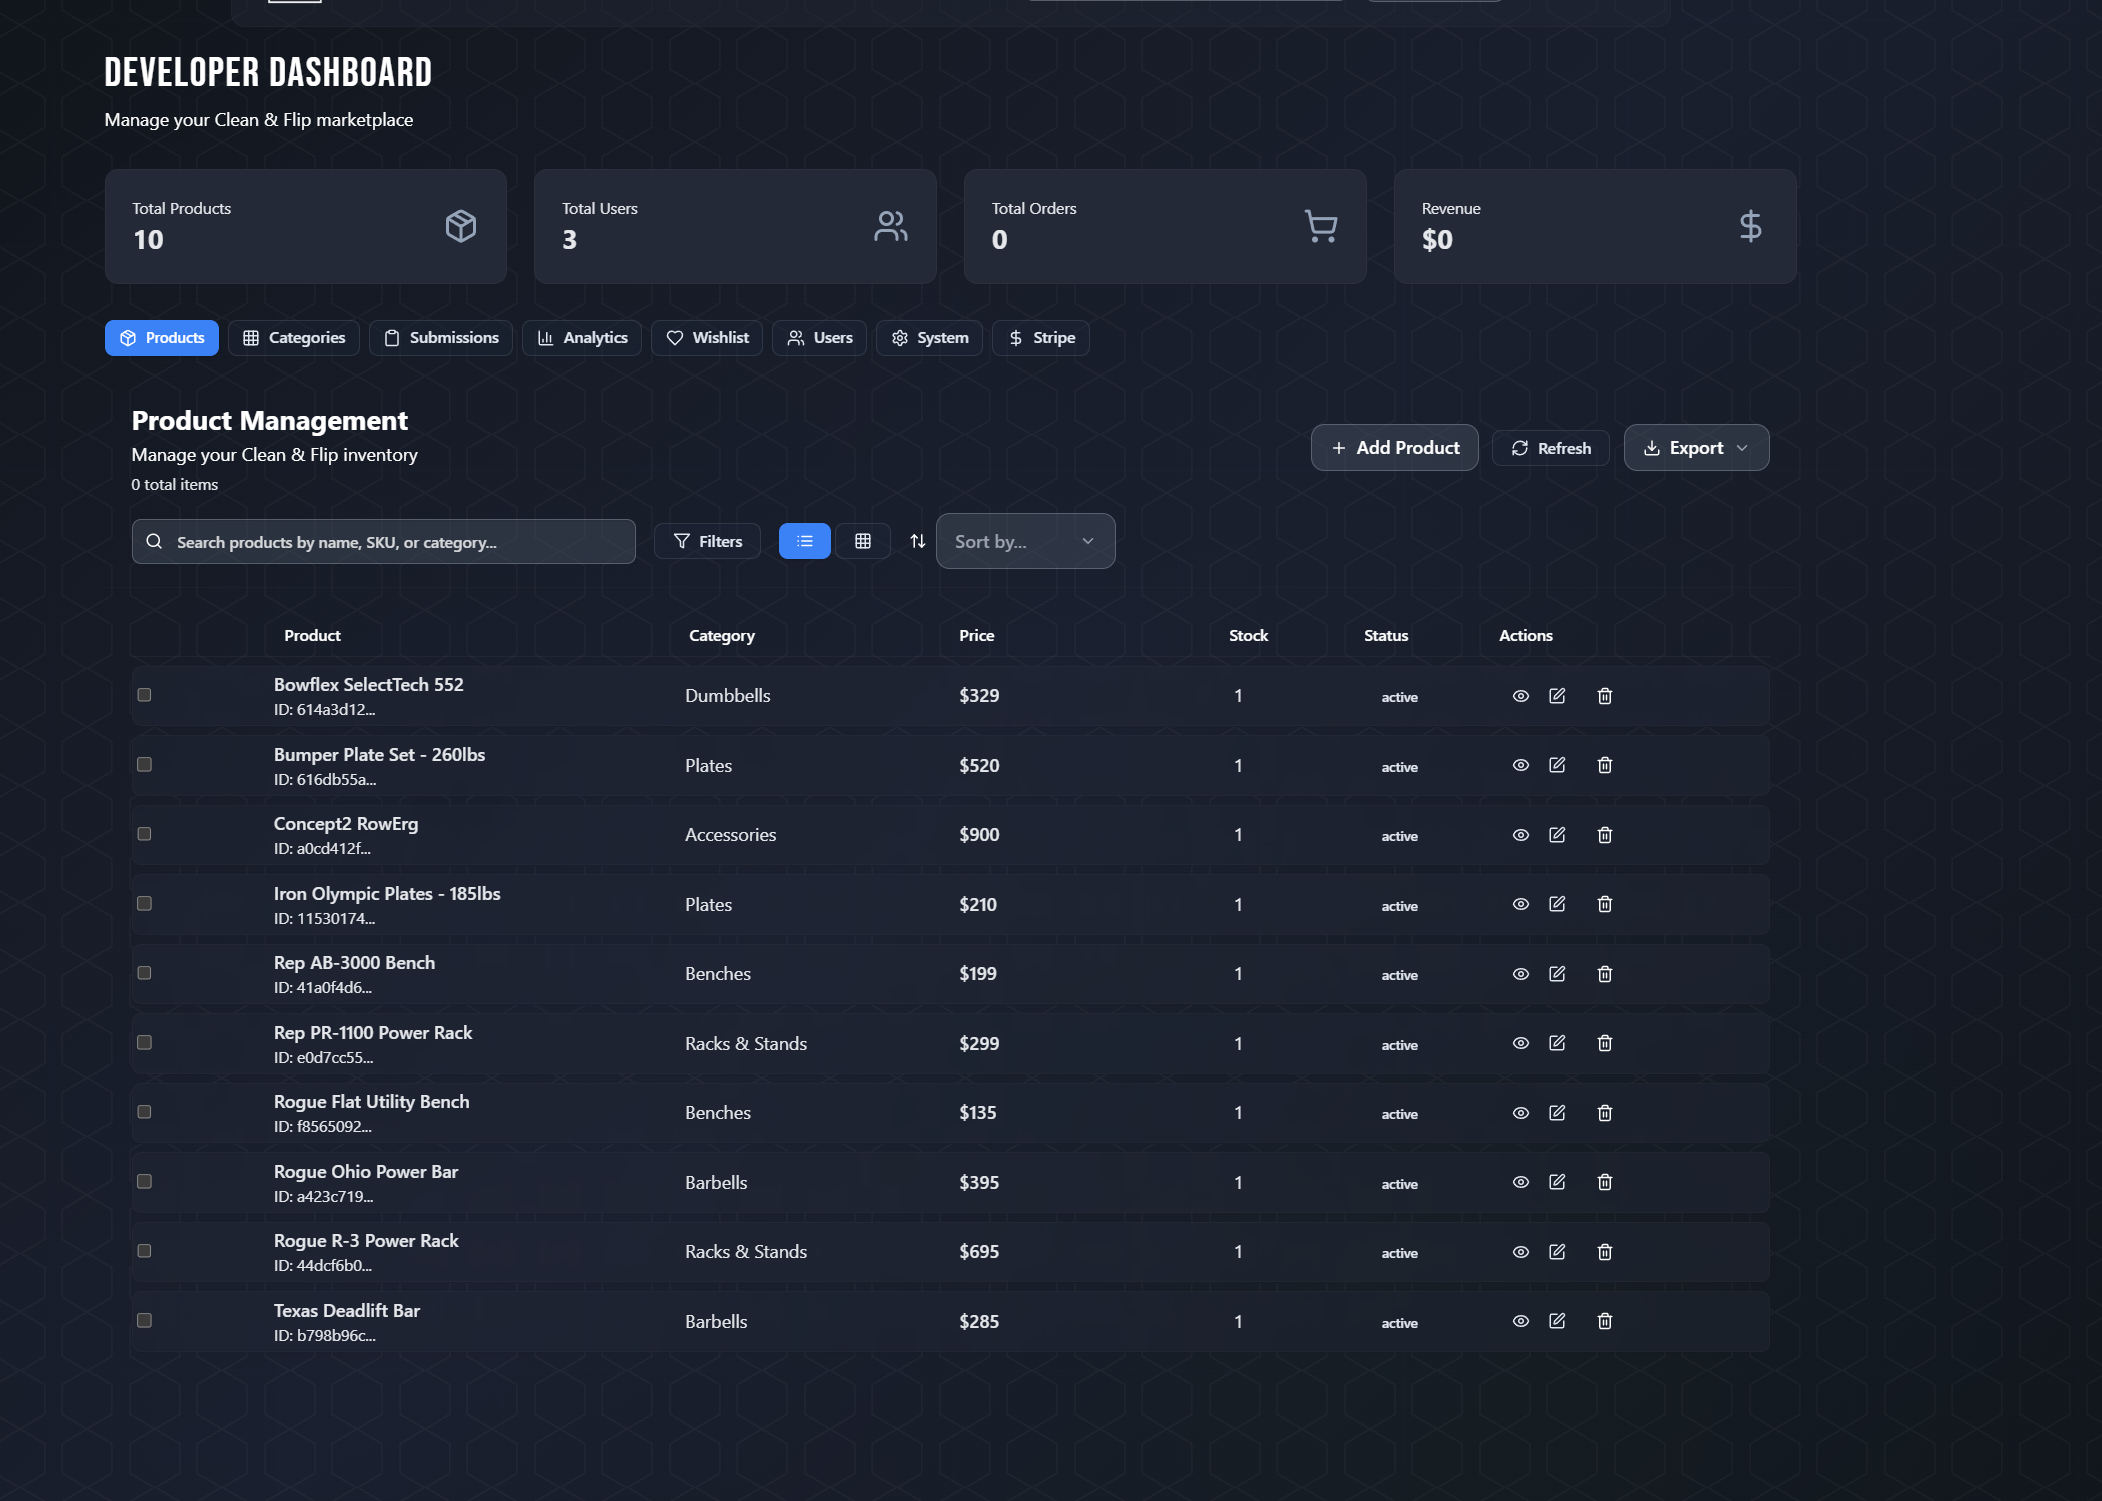 DEVELOPER DASHBOARD
Manage your Clean & Flip marketplace
Total Products
10
Total Users
3
Total Orders
0
Revenue
$0
Products Categories Submissions Analytics Wishlist Users System Stripe
Product Management
Manage your Clean & Flip inventory
0 total items
Add Product Refresh Export
Search products by name, SKU, or category... Filters Sort by...
Product Category Price Stock Status Actions
Bowflex SelectTech 552
ID: 614a3d12...
Dumbbells $329 1 active
Bumper Plate Set - 260lbs
ID: 616db55a...
Plates $520 1 active
Concept2 RowErg
ID: a0cd412f...
Accessories $900 1 active
Iron Olympic Plates - 185lbs
ID: 11530174...
Plates $210 1 active
Rep AB-3000 Bench
ID: 41a0f4d6...
Benches $199 1 active
Rep PR-1100 Power Rack
ID: e0d7cc55...
Racks & Stands $299 1 active
Rogue Flat Utility Bench
ID: f8565092...
Benches $135 1 active
Rogue Ohio Power Bar
ID: a423c719...
Barbells $395 1 active
Rogue R-3 Power Rack
ID: 44dcf6b0...
Racks & Stands $695 1 active
Texas Deadlift Bar
ID: b798b96c...
Barbells $285 1 active